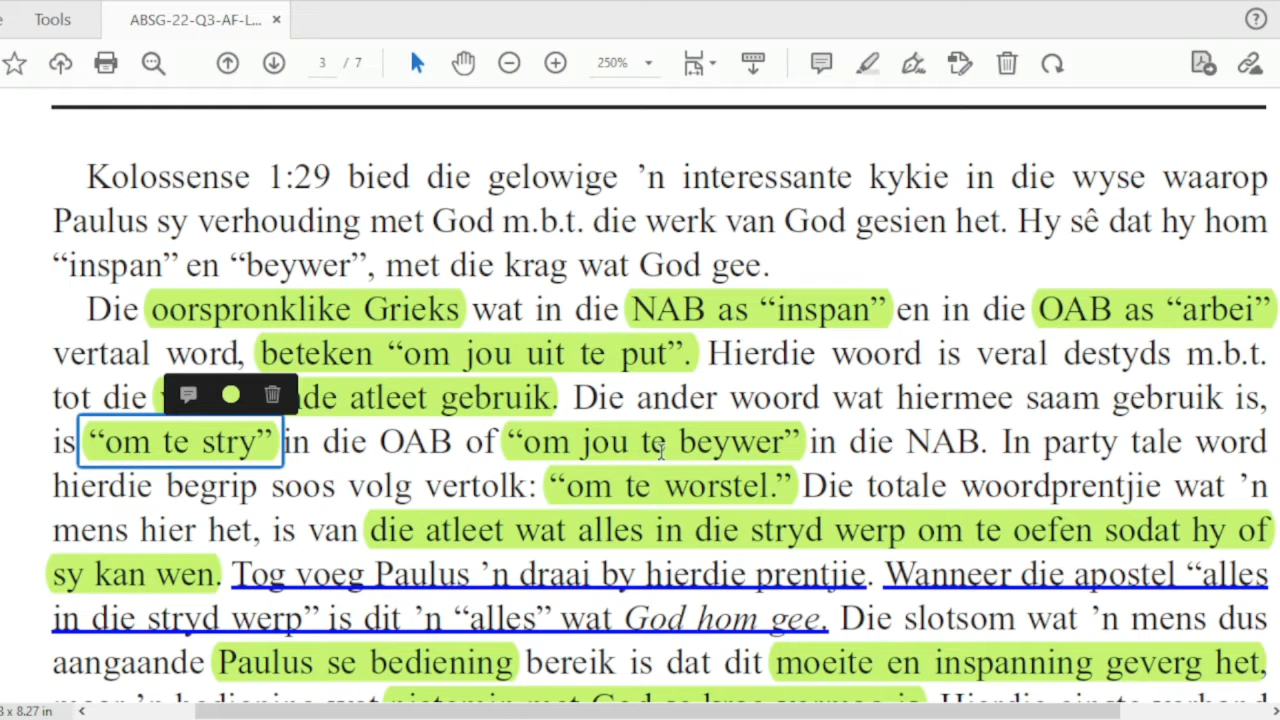 Tools
ABSG-22-Q3-AF-L... ×
3 / 7
250%
Kolossense 1:29 bied die gelowige ’n interessante kykie in die wyse waarop
Paulus sy verhouding met God m.b.t. die werk van God gesien het. Hy sê dat hy hom
“inspan” en “beywer”, met die krag wat God gee.
Die oorspronklike Grieks wat in die NAB as “inspan” en in die OAB as “arbei”
vertaal word, beteken “om jou uit te put”. Hierdie woord is veral destyds m.b.t.
tot die de atleet gebruik. Die ander woord wat hiermee saam gebruik is,
is “om te stry” in die OAB of “om jou te beywer” in die NAB. In party tale word
hierdie begrip soos volg vertolk: “om te worstel.” Die totale woordprentjie wat ’n
mens hier het, is van die atleet wat alles in die stryd werp om te oefen sodat hy of
sy kan wen. Tog voeg Paulus ’n draai by hierdie prentjie. Wanneer die apostel “alles
in die stryd werp” is dit ’n “alles” wat God hom gee. Die slotsom wat ’n mens dus
aangaande Paulus se bediening bereik is dat dit moeite en inspanning geverg het,
x 8.27 in